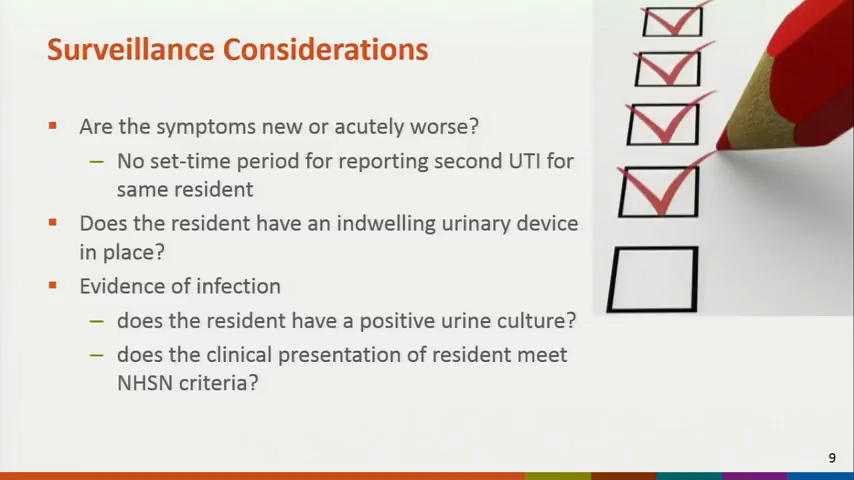 Surveillance Considerations
▪ Are the symptoms new or acutely worse?
– No set-time period for reporting second UTI for
same resident
▪ Does the resident have an indwelling urinary device
in place?
▪ Evidence of infection
– does the resident have a positive urine culture?
– does the clinical presentation of resident meet
NHSN criteria?
9